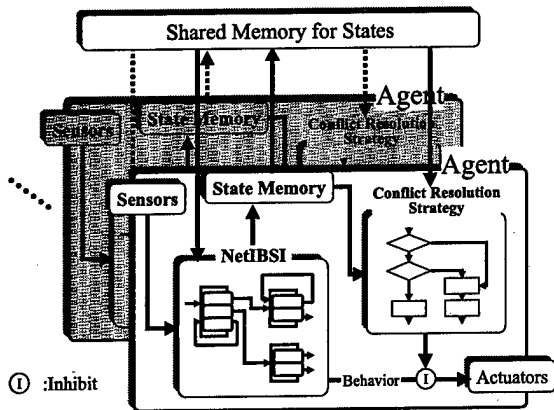 Shared Memory for States
Agent
Sensors
State Memory
Conflict Resolution
Strategy
Agent
Sensors
State Memory
Conflict Resolution
Strategy
NetIBSI
I :Inhibit
Behavior
I
Actuators